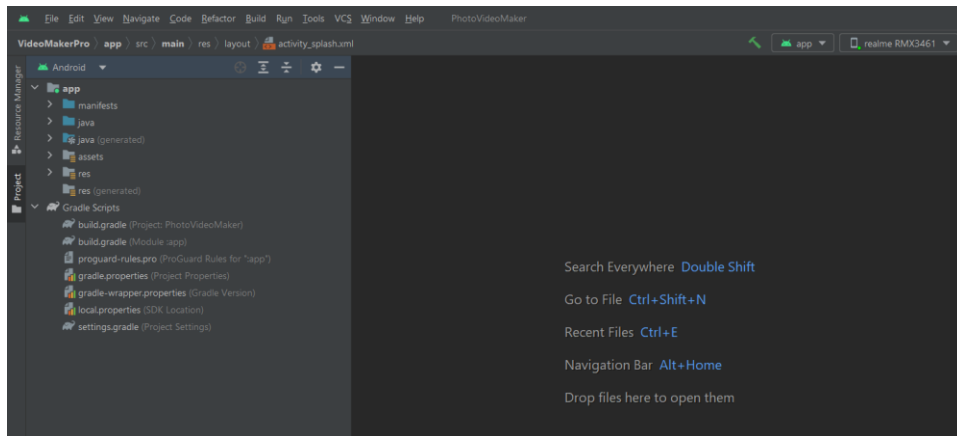 File Edit View Navigate Code Refactor Build Run Tools VCS Window Help PhotoVideoMaker
VideoMakerPro app src main res layout activity_splash.xml
app
realme RMX3461
Resource Manager
Project
Android
app
manifests
java
java (generated)
assets
res
res (generated)
Gradle Scripts
build.gradle (Project: PhotoVideoMaker)
build.gradle (Module :app)
proguard-rules.pro (ProGuard Rules for ":app")
gradle.properties (Project Properties)
gradle-wrapper.properties (Gradle Version)
local.properties (SDK Location)
settings.gradle (Project Settings)
Search Everywhere Double Shift
Go to File Ctrl+Shift+N
Recent Files Ctrl+E
Navigation Bar Alt+Home
Drop files here to open them